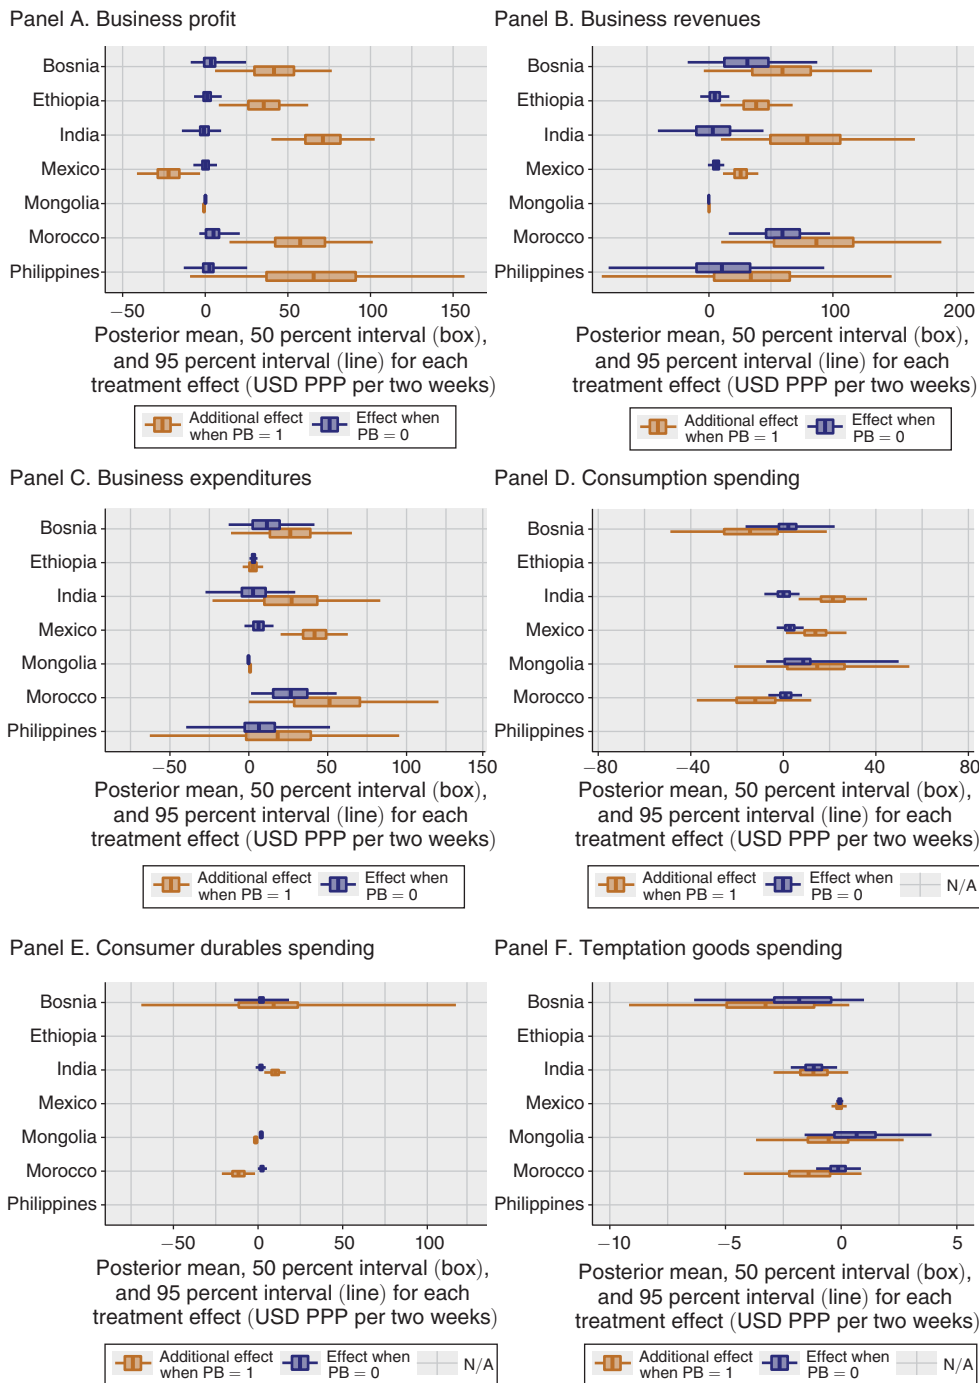 Panel A. Business profit
−50 0 50 100 150
Bosnia
Ethiopia
India
Mexico
Mongolia
Morocco
Philippines
−50 0 50 100 150
Posterior mean, 50 percent interval (box),
and 95 percent interval (line) for each
treatment effect (USD PPP per two weeks)
Additional effect when PB = 1
Effect when PB = 0
Panel B. Business revenues
0 100 200
Bosnia
Ethiopia
India
Mexico
Mongolia
Morocco
Philippines
0 100 200
Posterior mean, 50 percent interval (box),
and 95 percent interval (line) for each
treatment effect (USD PPP per two weeks)
Additional effect when PB = 1
Effect when PB = 0
Panel C. Business expenditures
Bosnia
Ethiopia
India
Mexico
Mongolia
Morocco
Philippines
−50 0 50 100 150
Posterior mean, 50 percent interval (box),
and 95 percent interval (line) for each
treatment effect (USD PPP per two weeks)
Additional effect when PB = 1
Effect when PB = 0
Panel D. Consumption spending
Bosnia
Ethiopia
India
Mexico
Mongolia
Morocco
Philippines
−80 −40 0 40 80
Posterior mean, 50 percent interval (box),
and 95 percent interval (line) for each
treatment effect (USD PPP per two weeks)
Additional effect when PB = 1
Effect when PB = 0
N/A
Panel E. Consumer durables spending
Bosnia
Ethiopia
India
Mexico
Mongolia
Morocco
Philippines
−50 0 50 100
Posterior mean, 50 percent interval (box),
and 95 percent interval (line) for each
treatment effect (USD PPP per two weeks)
Additional effect when PB = 1
Effect when PB = 0
N/A
Panel F. Temptation goods spending
Bosnia
Ethiopia
India
Mexico
Mongolia
Morocco
Philippines
−10 −5 0 5
Posterior mean, 50 percent interval (box),
and 95 percent interval (line) for each
treatment effect (USD PPP per two weeks)
Additional effect when PB = 1
Effect when PB = 0
N/A